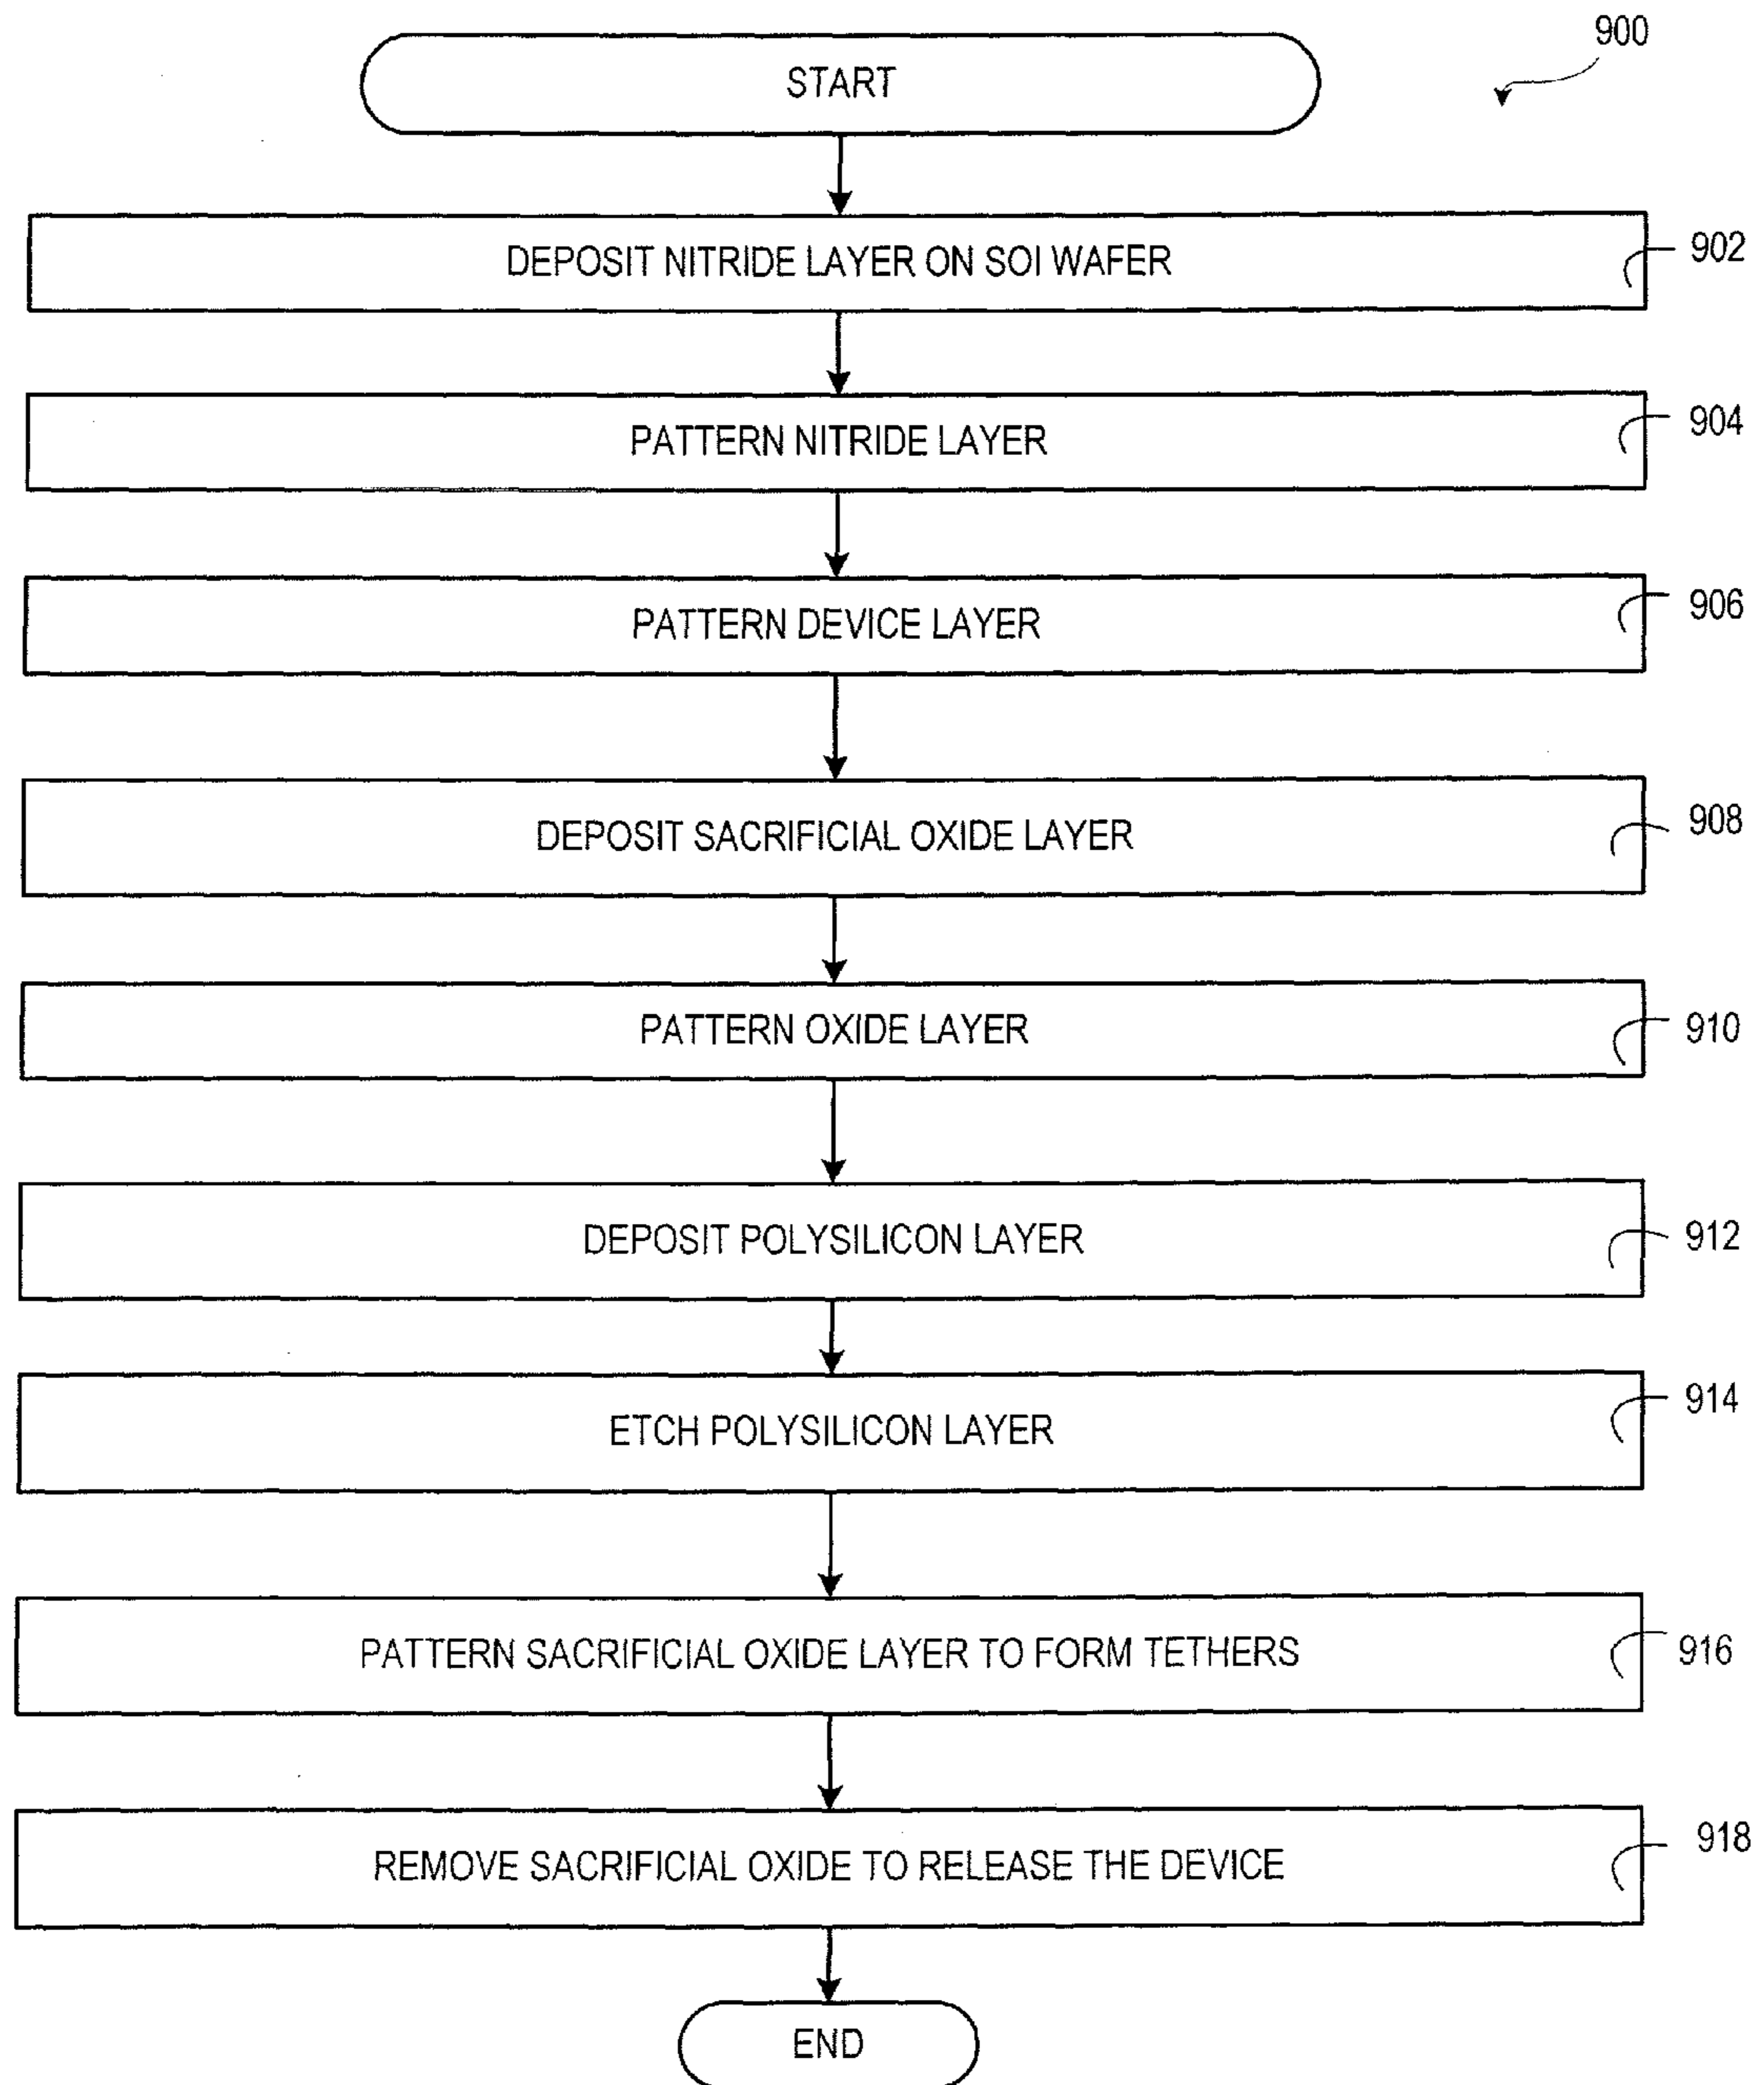 900
START
DEPOSIT NITRIDE LAYER ON SOI WAFER
902
PATTERN NITRIDE LAYER
904
PATTERN DEVICE LAYER
906
DEPOSIT SACRIFICIAL OXIDE LAYER
908
PATTERN OXIDE LAYER
910
DEPOSIT POLYSILICON LAYER
912
ETCH POLYSILICON LAYER
914
PATTERN SACRIFICIAL OXIDE LAYER TO FORM TETHERS
916
REMOVE SACRIFICIAL OXIDE TO RELEASE THE DEVICE
918
END